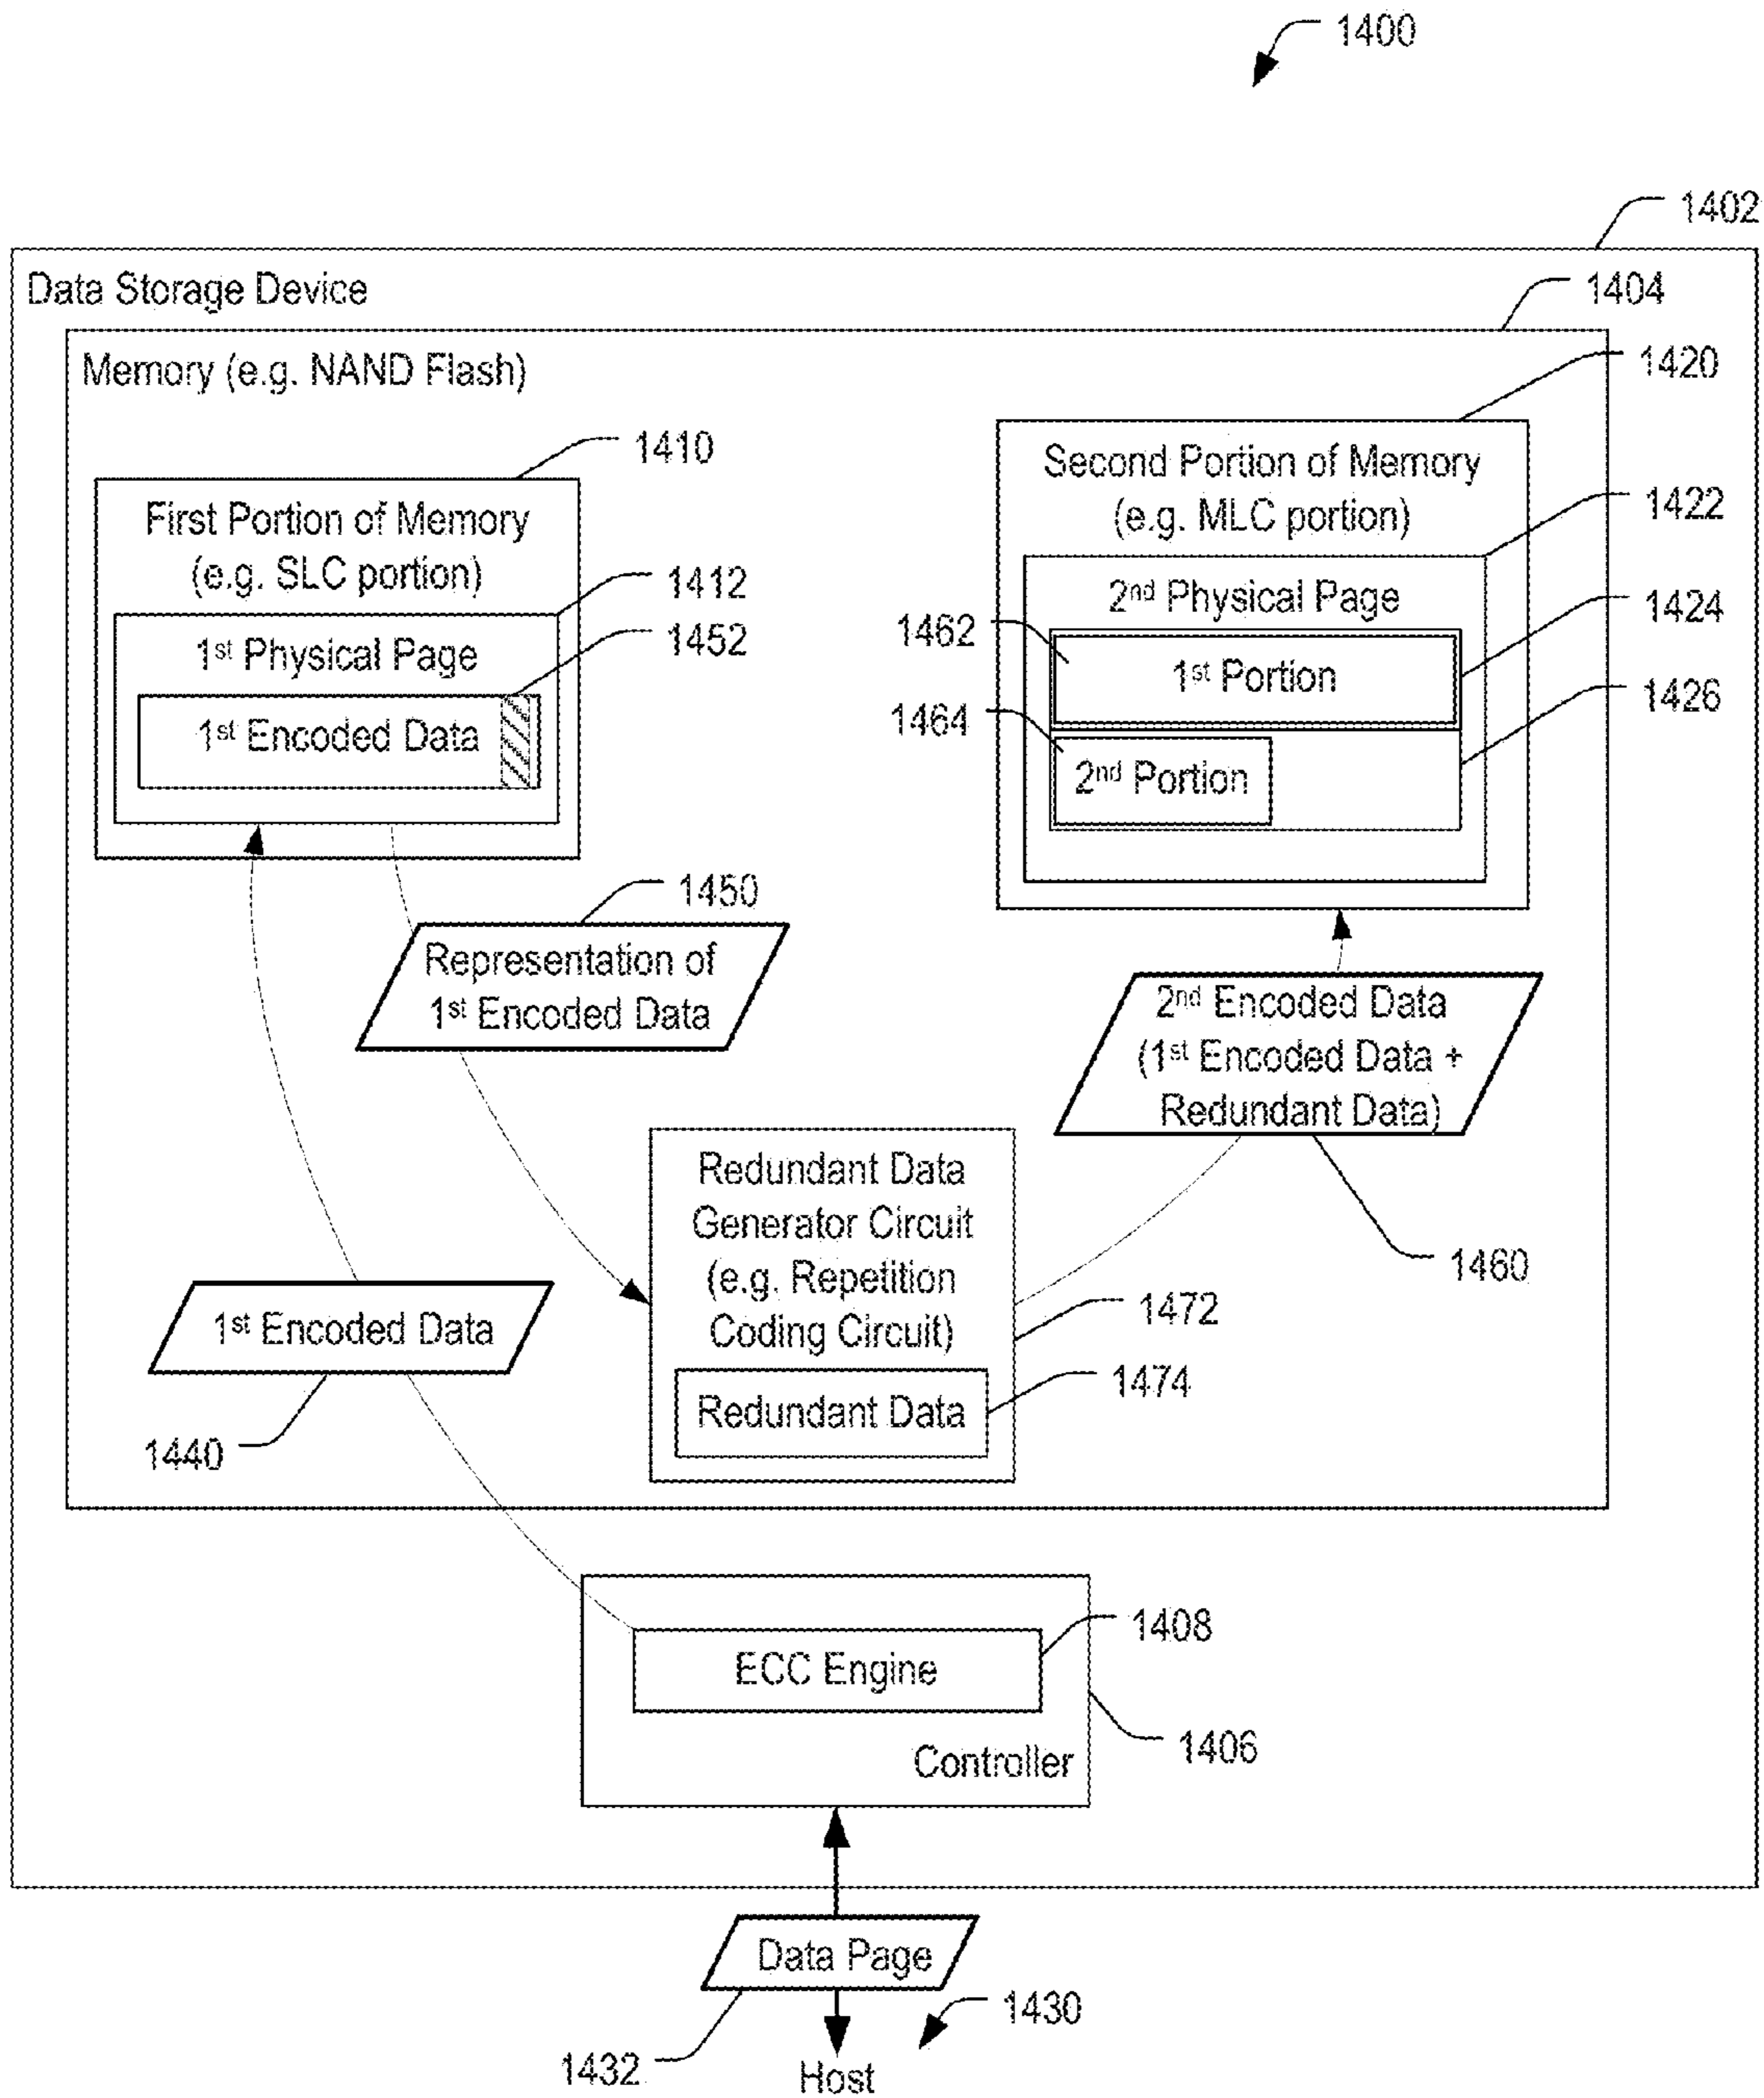 1400
1402
Data Storage Device
1404
Memory (e.g. NAND Flash)
1420
1410
Second Portion of Memory
(e.g. MLC portion)
1422
First Portion of Memory
(e.g. SLC portion)
1412
2nd Physical Page
1424
1462
1st Physical Page
1452
1st Portion
1426
1st Encoded Data
1464
2nd Portion
1450
Representation of
1st Encoded Data
2nd Encoded Data
(1st Encoded Data +
Redundant Data)
1460
Redundant Data
Generator Circuit
(e.g. Repetition
Coding Circuit)
1472
1st Encoded Data
1440
Redundant Data
1474
1408
ECC Engine
1406
Controller
Data Page
1430
1432
Host